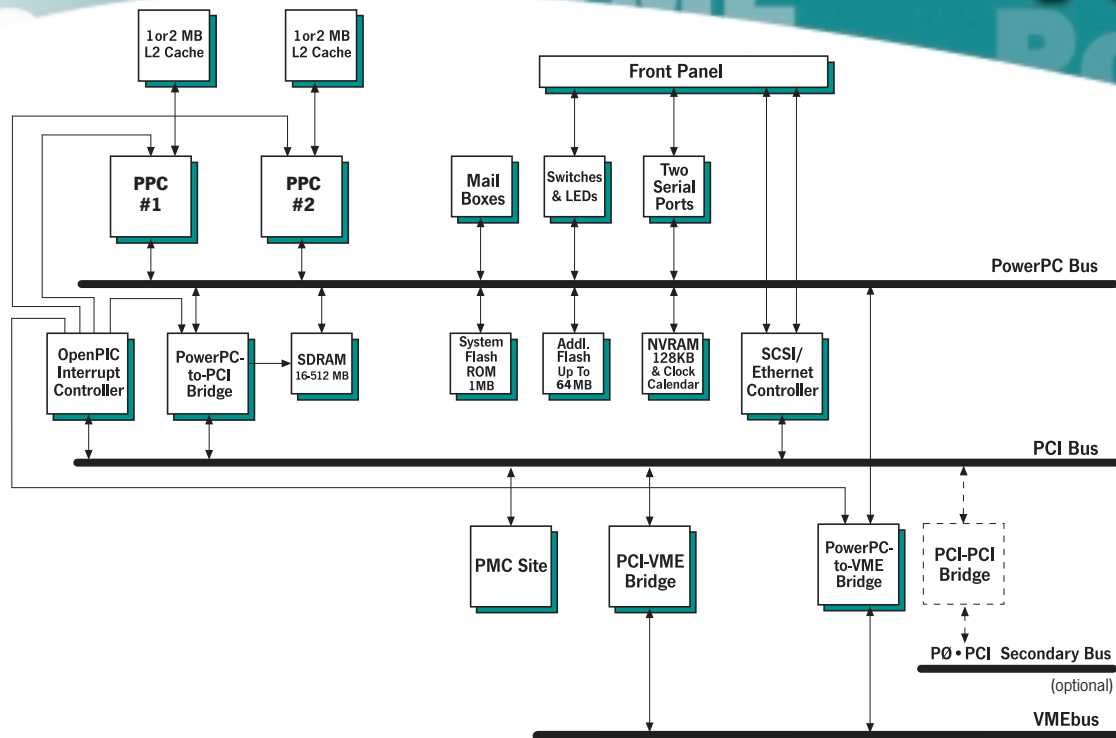 1or2 MB
L2 Cache
1or2 MB
L2 Cache
Front Panel
PPC
#1
PPC
#2
Mail
Boxes
Switches
& LEDs
Two
Serial
Ports
PowerPC Bus
OpenPIC
Interrupt
Controller
PowerPC-
to-PCI
Bridge
SDRAM
16-512 MB
System
Flash
ROM
1MB
Addl.
Flash
Up To
64MB
NVRAM
128KB
& Clock
Calendar
SCSI/
Ethernet
Controller
PCI Bus
PMC Site
PCI-VME
Bridge
PowerPC-
to-VME
Bridge
PCI-PCI
Bridge
PØ•PCI Secondary Bus
(optional)
VMEbus